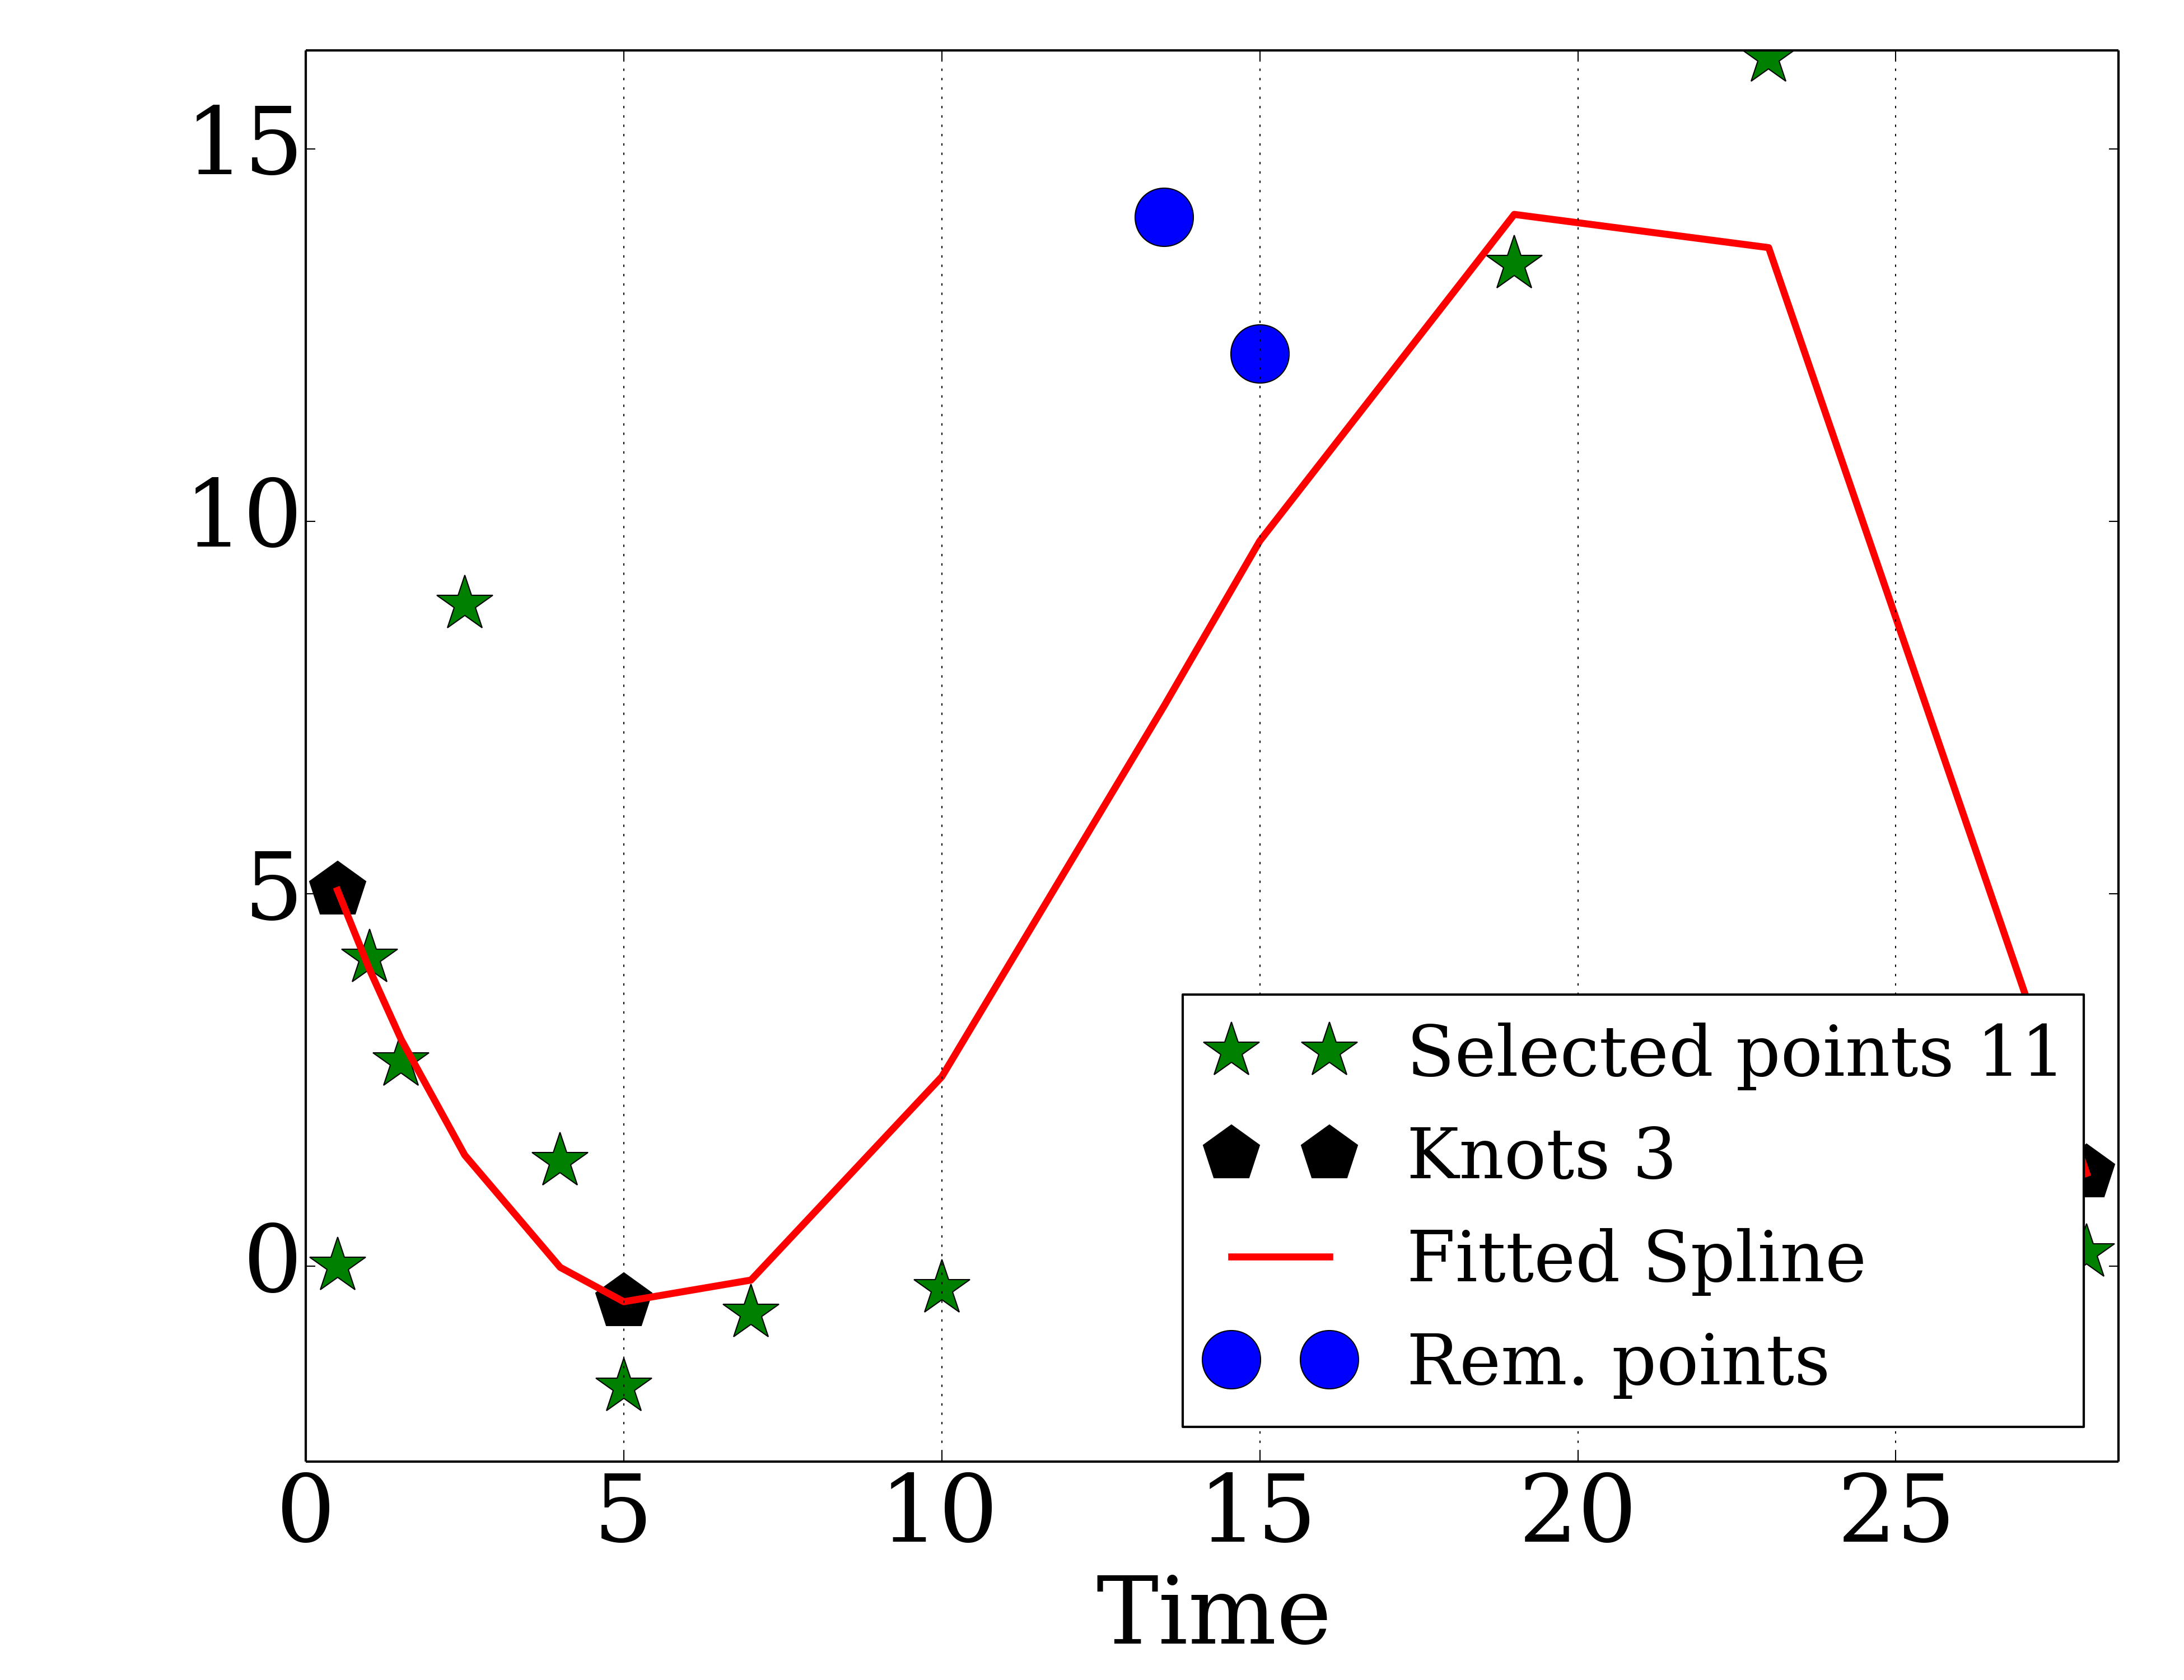 15
10
5
0
Selected points 11
Knots 3
Fitted Spline
Rem. points
0 5 10 15 20 25
Time